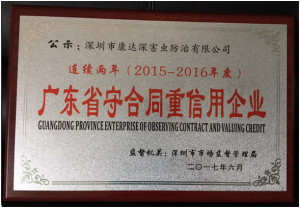 公示：深圳市康达深害虫防治有限公司
连续两年（2015-2016年度）
广东省守合同重信用企业
GUANGDONG PROVINCE ENTERPRISE OF OBSERVING CONTRACT AND VALUING CREDIT
监督机关：深圳市市场监督管理局
二〇一七年六月